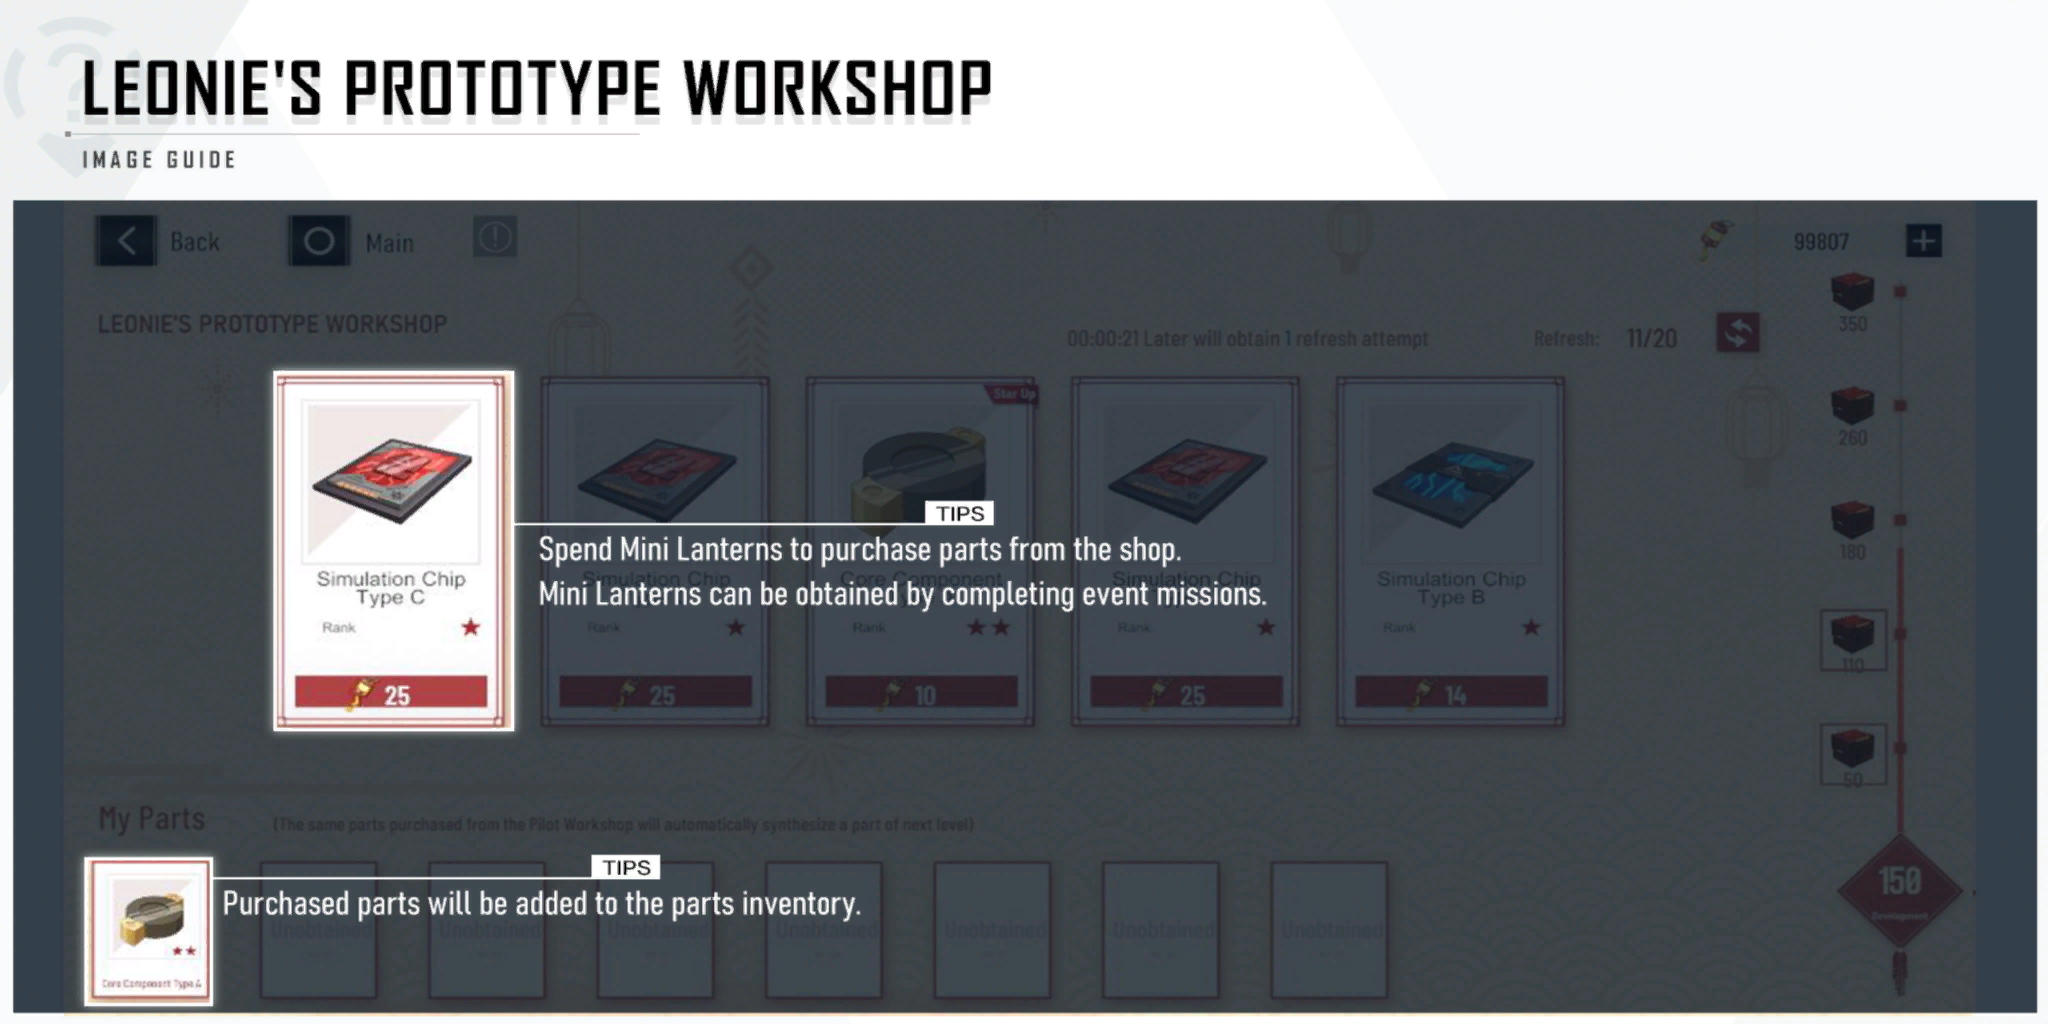 LEONIE'S PROTOTYPE WORKSHOP
IMAGE GUIDE
Back
Main
99807
LEONIE'S PROTOTYPE WORKSHOP
00:00:21 Later will obtain 1 refresh attempt
Refresh: 11/20
350
260
180
110
50
Star Up
TIPS
Spend Mini Lanterns to purchase parts from the shop.
Mini Lanterns can be obtained by completing event missions.
Simulation Chip
Type C
Rank
25
Simulation Chip
Rank
25
Core Component
Rank
10
Simulation Chip
Rank
25
Simulation Chip
Type B
Rank
14
My Parts
(The same parts purchased from the Pilot Workshop will automatically synthesize a part of next level)
TIPS
Purchased parts will be added to the parts inventory.
Core Component Type A
Unobtained
Unobtained
Unobtained
Unobtained
Unobtained
Unobtained
Unobtained
150
Development